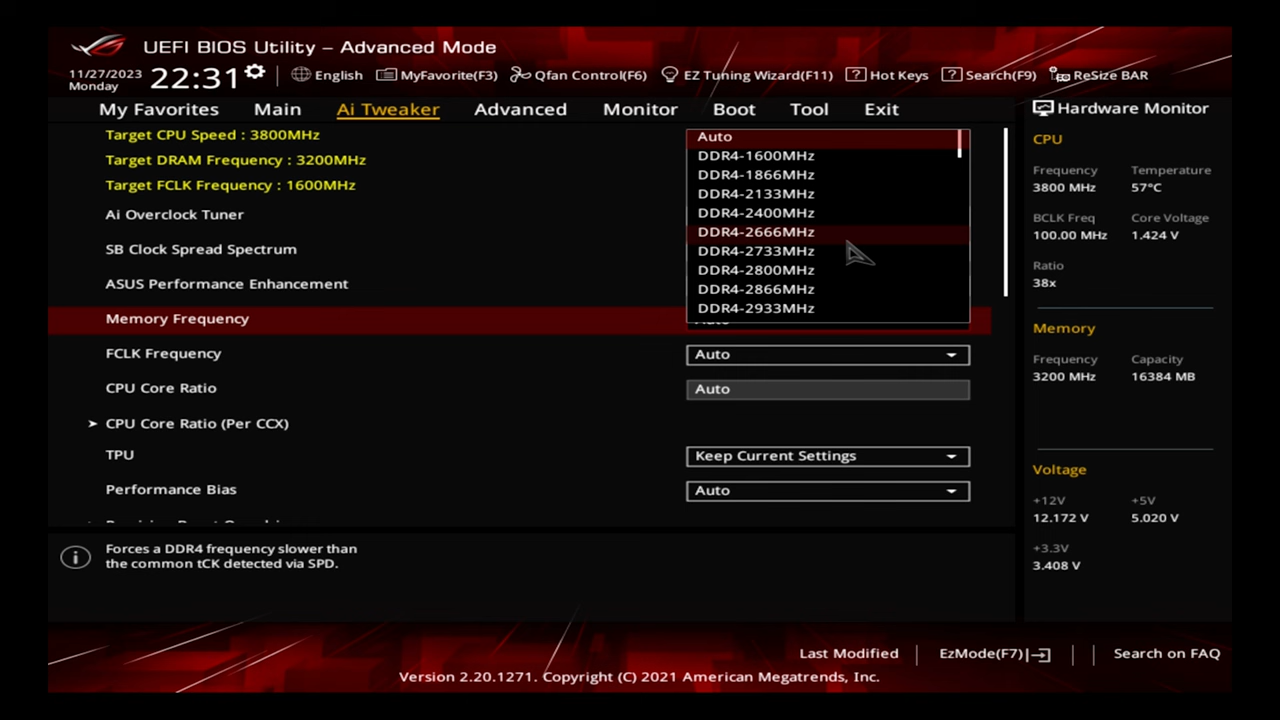 UEFI BIOS Utility – Advanced Mode
11/27/2023
Monday
22:31
English
MyFavorite(F3)
Qfan Control(F6)
EZ Tuning Wizard(F11)
? Hot Keys
? Search(F9)
ReSize BAR
My Favorites
Main
Ai Tweaker
Advanced
Monitor
Boot
Tool
Exit
Hardware Monitor
Target CPU Speed : 3800MHz
Target DRAM Frequency : 3200MHz
Target FCLK Frequency : 1600MHz
Ai Overclock Tuner
SB Clock Spread Spectrum
ASUS Performance Enhancement
Memory Frequency
Auto
DDR4-1600MHz
DDR4-1866MHz
DDR4-2133MHz
DDR4-2400MHz
DDR4-2666MHz
DDR4-2733MHz
DDR4-2800MHz
DDR4-2866MHz
DDR4-2933MHz
FCLK Frequency
Auto
CPU Core Ratio
Auto
CPU Core Ratio (Per CCX)
TPU
Keep Current Settings
Performance Bias
Auto
CPU
Frequency Temperature
3800 MHz 57°C
BCLK Freq Core Voltage
100.00 MHz 1.424 V
Ratio
38x
Memory
Frequency Capacity
3200 MHz 16384 MB
Voltage
+12V +5V
12.172 V 5.020 V
+3.3V
3.408 V
Forces a DDR4 frequency slower than
the common tCK detected via SPD.
Last Modified
EzMode(F7)
Search on FAQ
Version 2.20.1271. Copyright (C) 2021 American Megatrends, Inc.